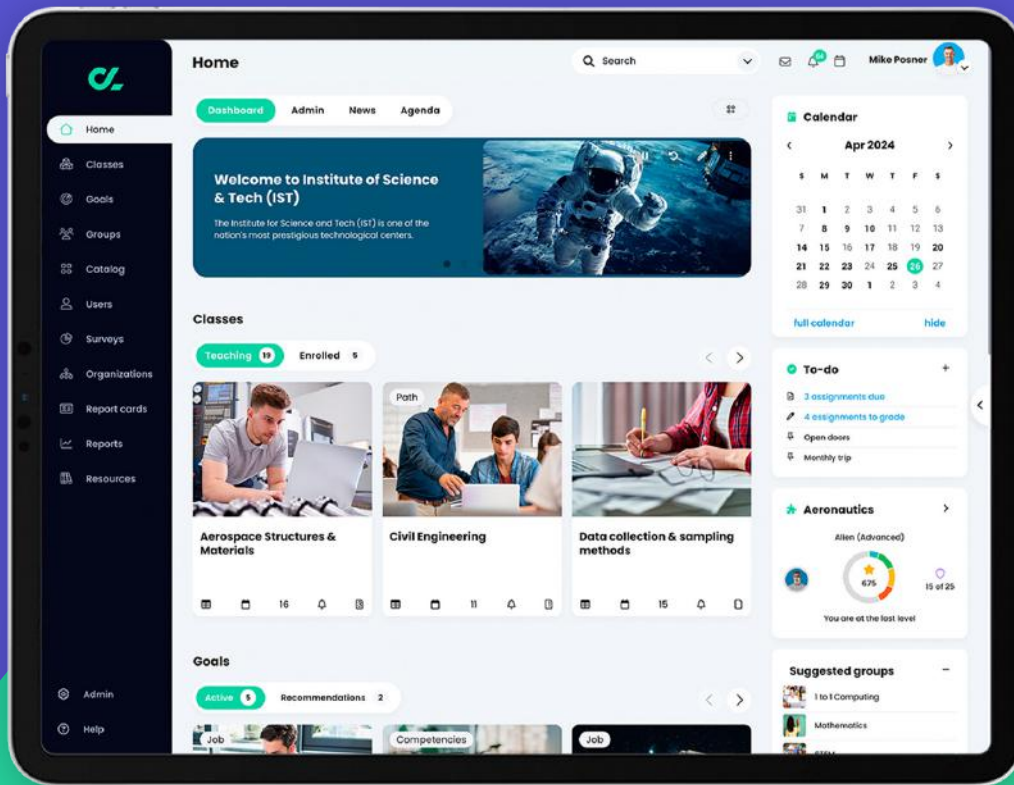 Home
Search
64
Mike Posner
Home
Classes
Goals
Groups
Catalog
Users
Surveys
Organizations
Report cards
Reports
Resources
Admin
Help
Dashboard
Admin
News
Agenda
Welcome to Institute of Science
& Tech (IST)
The Institute for Science and Tech (IST) is one of the
nation's most prestigious technological centers.
Classes
Teaching 19
Enrolled 5
Path
Aerospace Structures &
Materials
16
Civil Engineering
11
Data collection & sampling
methods
15
Goals
Active 5
Recommendations 2
Job
Competencies
Job
Calendar
Apr 2024
S M T W T F S
31 1 2 3 4 5 6
7 8 9 10 11 12 13
14 15 16 17 18 19 20
21 22 23 24 25 26 27
28 29 30 1 2 3 4
full calendar
hide
To-do
3 assignments due
4 assignments to grade
Open doors
Monthly trip
Aeronautics
Allen (Advanced)
675
15 of 25
You are at the last level
Suggested groups
1 to 1 Computing
Mathematics
STEM